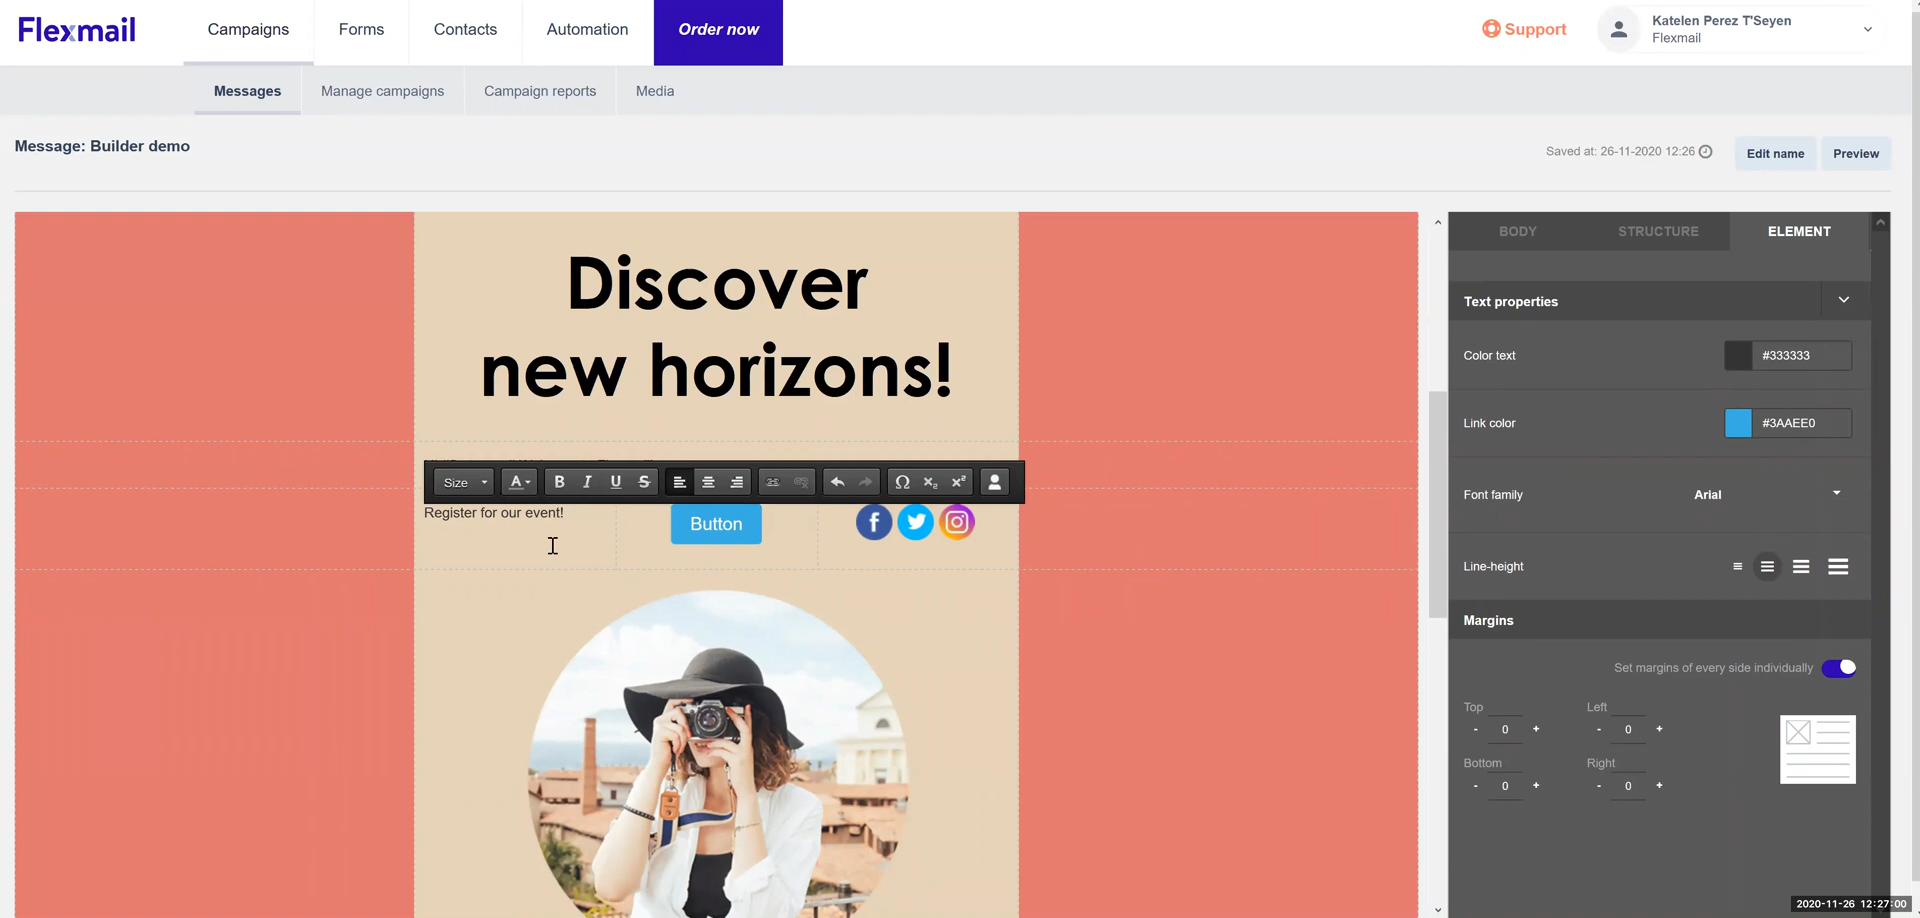 Flexmail
Campaigns
Forms
Contacts
Automation
Order now
Support
Katelen Perez T'Seyen
Flexmail
Messages
Manage campaigns
Campaign reports
Media
Message: Builder demo
Saved at: 26-11-2020 12:26
Edit name
Preview
Discover
new horizons!
Size
A
B
I
U
S
Ω
x₂
x²
Register for our event!
Button
BODY
STRUCTURE
ELEMENT
Text properties
Color text
#333333
Link color
#3AAEE0
Font family
Arial
Line-height
Margins
Set margins of every side individually
Top
Left
- 0 +
- 0 +
Bottom
Right
- 0 +
- 0 +
2020-11-26 12:27:00